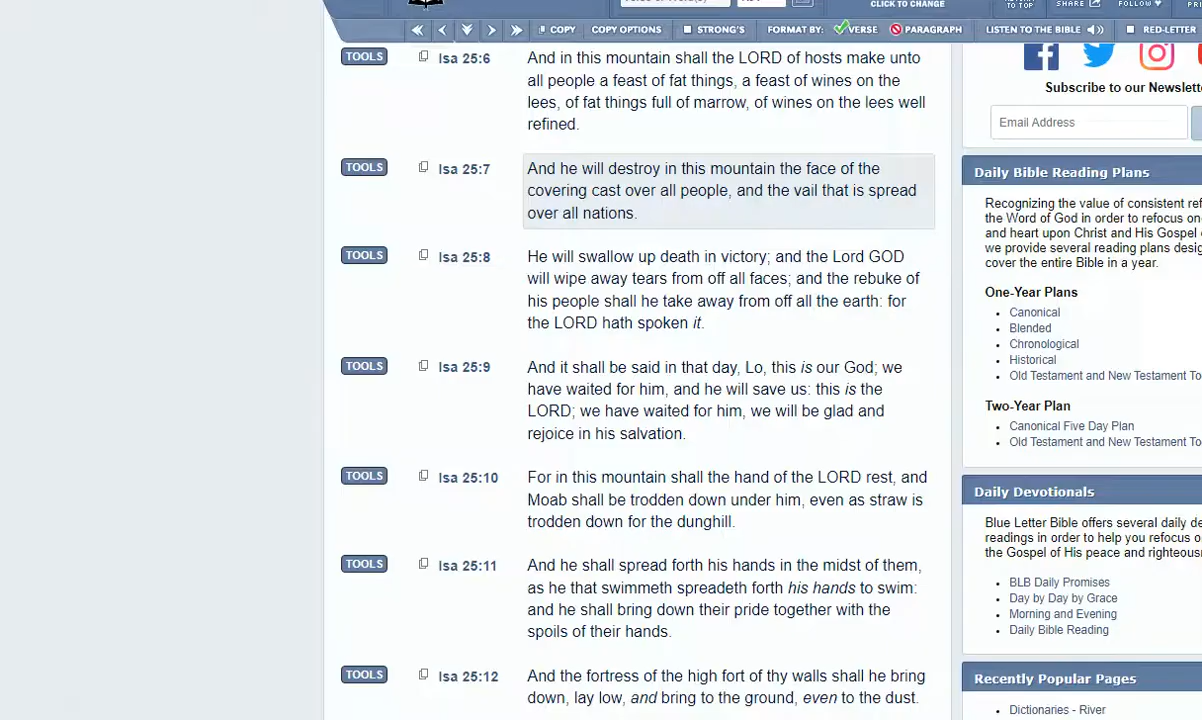 CLICK TO CHANGE
TO TOP
SHARE
FOLLOW
COPY
COPY OPTIONS
STRONG'S
FORMAT BY:
VERSE
PARAGRAPH
LISTEN TO THE BIBLE
RED-LETTER
TOOLS
Isa 25:6
And in this mountain shall the LORD of hosts make unto
all people a feast of fat things, a feast of wines on the
lees, of fat things full of marrow, of wines on the lees well
refined.
TOOLS
Isa 25:7
And he will destroy in this mountain the face of the
covering cast over all people, and the vail that is spread
over all nations.
TOOLS
Isa 25:8
He will swallow up death in victory; and the Lord GOD
will wipe away tears from off all faces; and the rebuke of
his people shall he take away from off all the earth: for
the LORD hath spoken it.
TOOLS
Isa 25:9
And it shall be said in that day, Lo, this is our God; we
have waited for him, and he will save us: this is the
LORD; we have waited for him, we will be glad and
rejoice in his salvation.
TOOLS
Isa 25:10
For in this mountain shall the hand of the LORD rest, and
Moab shall be trodden down under him, even as straw is
trodden down for the dunghill.
TOOLS
Isa 25:11
And he shall spread forth his hands in the midst of them,
as he that swimmeth spreadeth forth his hands to swim:
and he shall bring down their pride together with the
spoils of their hands.
TOOLS
Isa 25:12
And the fortress of the high fort of thy walls shall he bring
down, lay low, and bring to the ground, even to the dust.
Subscribe to our Newslett
Email Address
Daily Bible Reading Plans
Recognizing the value of consistent
the Word of God in order to refocus
and heart upon Christ and His Gospel
we provide several reading plans
cover the entire Bible in a year.
One-Year Plans
Canonical
Blended
Chronological
Historical
Old Testament and New Testament To
Two-Year Plan
Canonical Five Day Plan
Old Testament and New Testament To
Daily Devotionals
Blue Letter Bible offers several daily
readings in order to help you refocus
the Gospel of His peace and
BLB Daily Promises
Day by Day by Grace
Morning and Evening
Daily Bible Reading
Recently Popular Pages
Dictionaries - River